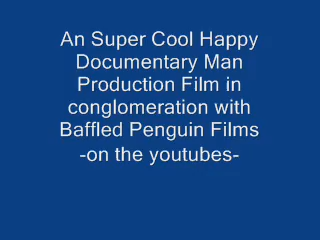 An Super Cool Happy
Documentary Man
Production Film in
conglomeration with
Baffled Penguin Films
-on the youtubes-